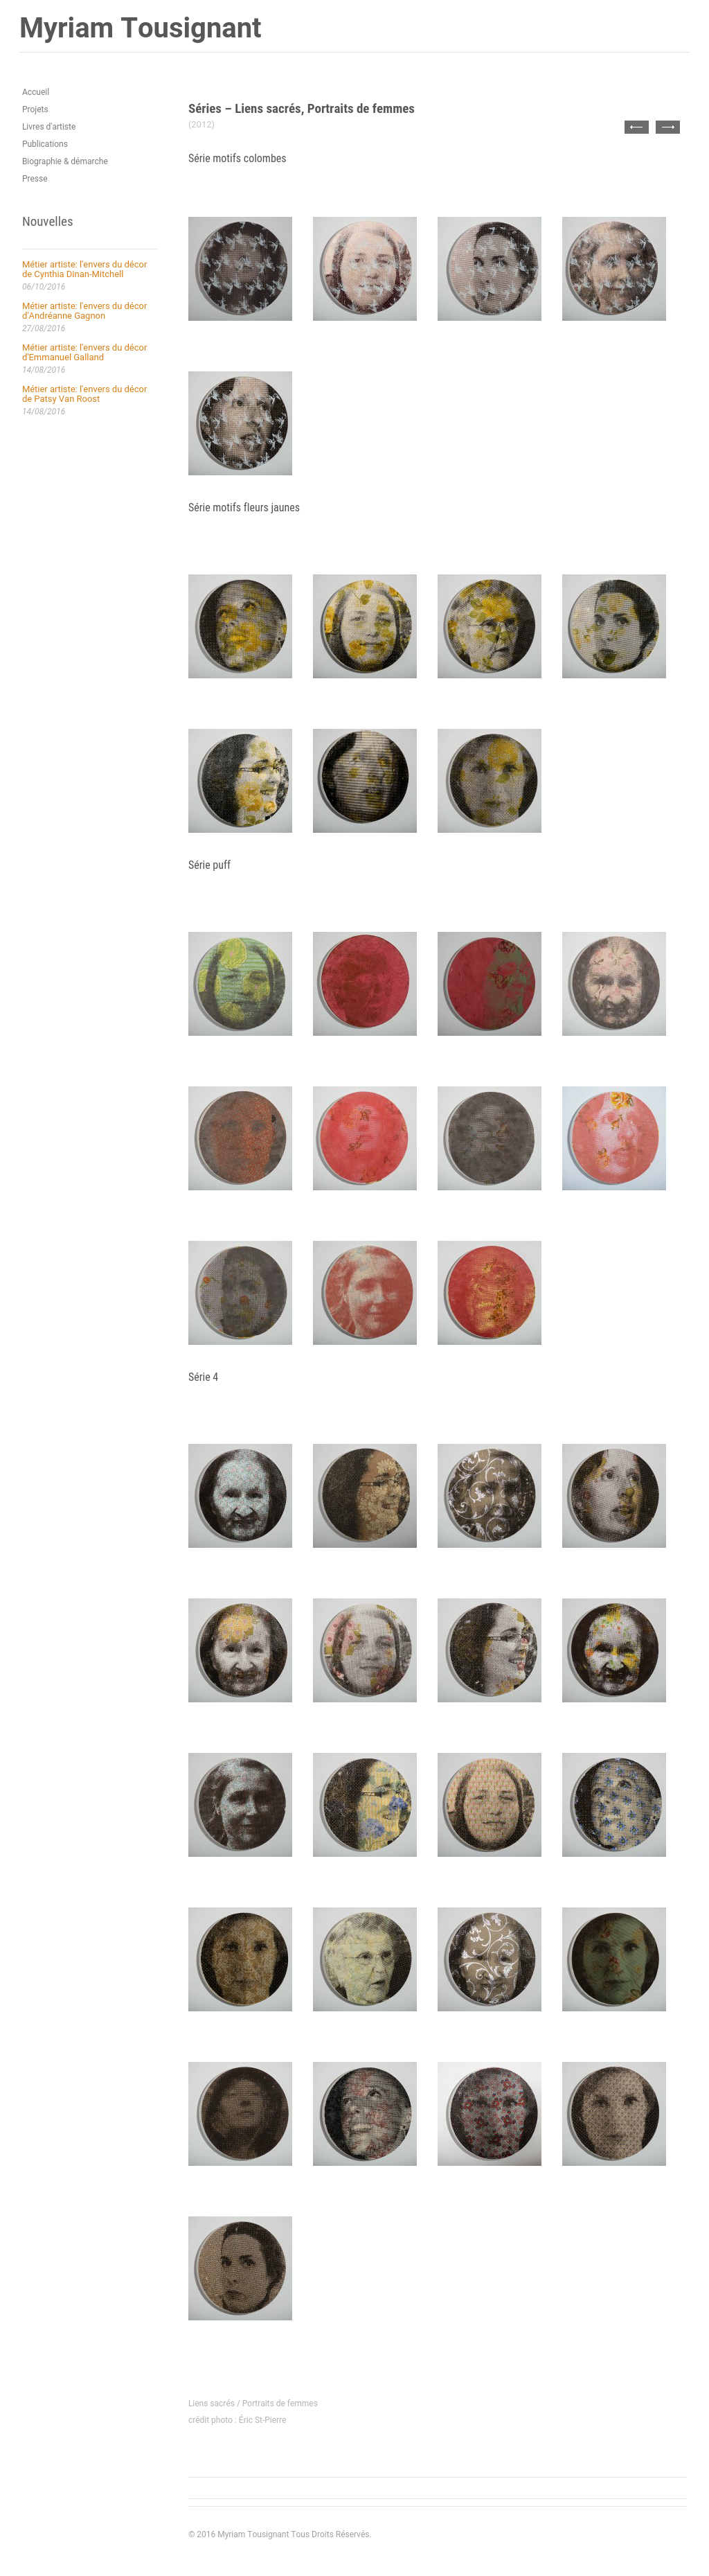 Myriam Tousignant
Accueil
Projets
Livres d'artiste
Publications
Biographie & démarche
Presse
Nouvelles
Métier artiste: l'envers du décor
de Cynthia Dinan-Mitchell
06/10/2016
Métier artiste: l'envers du décor
d'Andréanne Gagnon
27/08/2016
Métier artiste: l'envers du décor
d'Emmanuel Galland
14/08/2016
Métier artiste: l'envers du décor
de Patsy Van Roost
14/08/2016
Séries – Liens sacrés, Portraits de femmes
(2012)
⟵ ⟶
Série motifs colombes
Série motifs fleurs jaunes
Série puff
Série 4
Liens sacrés / Portraits de femmes
crédit photo : Éric St-Pierre
© 2016 Myriam Tousignant Tous Droits Réservés.